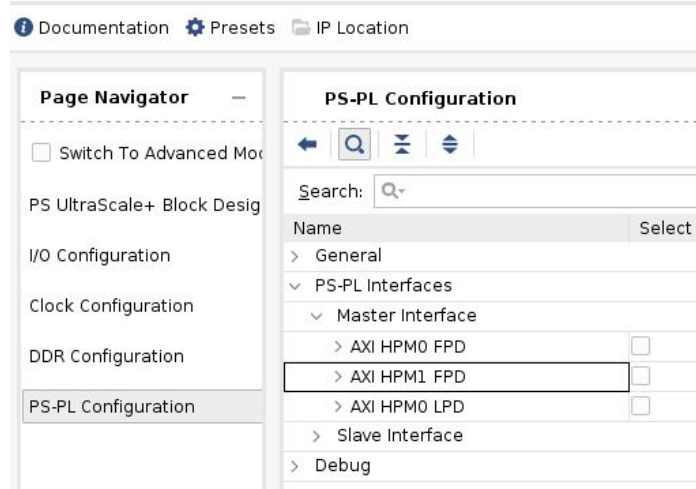 Documentation Presets IP Location
Page Navigator
Switch To Advanced Mod
PS UltraScale+ Block Desig
I/O Configuration
Clock Configuration
DDR Configuration
PS-PL Configuration
PS-PL Configuration
Search:
Name Select
General
PS-PL Interfaces
Master Interface
AXI HPM0 FPD
AXI HPM1 FPD
AXI HPM0 LPD
Slave Interface
Debug